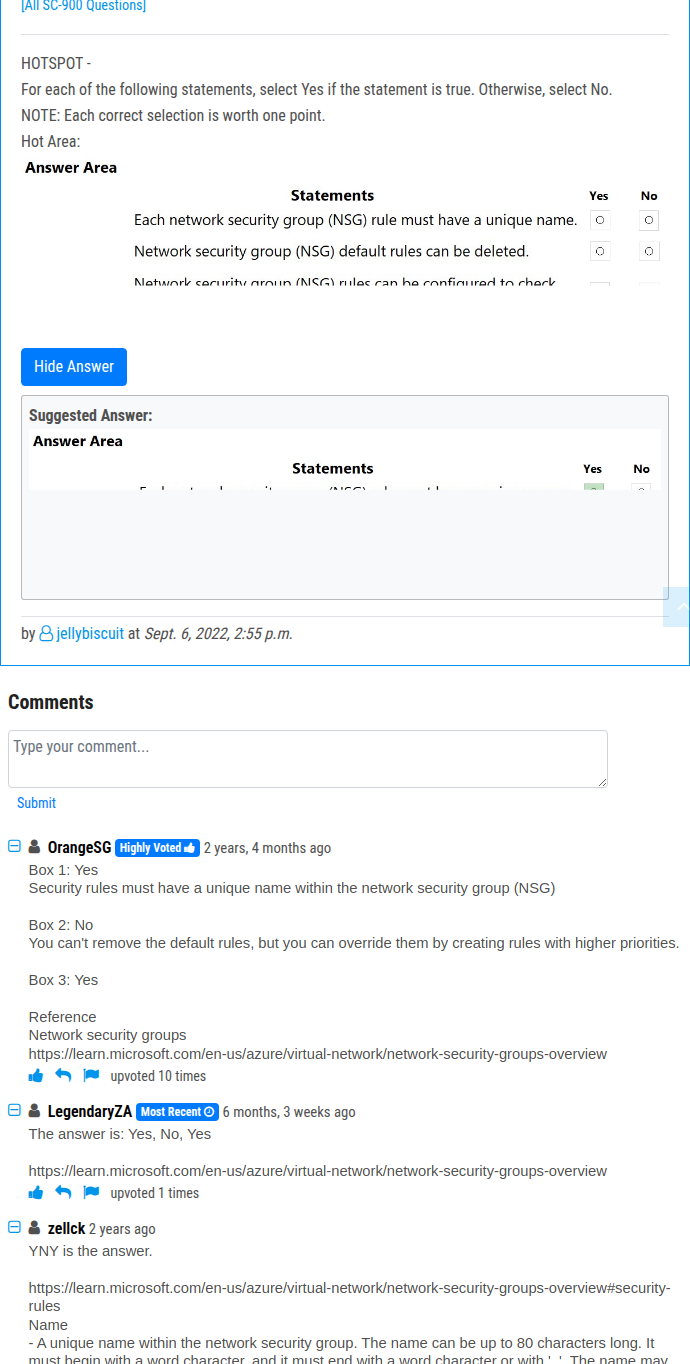 [All SC-900 Questions]
HOTSPOT -
For each of the following statements, select Yes if the statement is true. Otherwise, select No.
NOTE: Each correct selection is worth one point.
Hot Area:
Answer Area
Statements Yes No
Each network security group (NSG) rule must have a unique name.
Network security group (NSG) default rules can be deleted.
Network security group (NSG) rules can be configured to check
Hide Answer
Suggested Answer:
Answer Area
Statements Yes No
by jellybiscuit at Sept. 6, 2022, 2:55 p.m.
Comments
Type your comment...
Submit
OrangeSG Highly Voted 2 years, 4 months ago
Box 1: Yes
Security rules must have a unique name within the network security group (NSG)
Box 2: No
You can't remove the default rules, but you can override them by creating rules with higher priorities.
Box 3: Yes
Reference
Network security groups
https://learn.microsoft.com/en-us/azure/virtual-network/network-security-groups-overview
upvoted 10 times
LegendaryZA Most Recent 6 months, 3 weeks ago
The answer is: Yes, No, Yes
https://learn.microsoft.com/en-us/azure/virtual-network/network-security-groups-overview
upvoted 1 times
zellck 2 years ago
YNY is the answer.
https://learn.microsoft.com/en-us/azure/virtual-network/network-security-groups-overview#security-
rules
Name
- A unique name within the network security group. The name can be up to 80 characters long. It
must begin with a word character, and it must end with a word character or with '_'. The name may